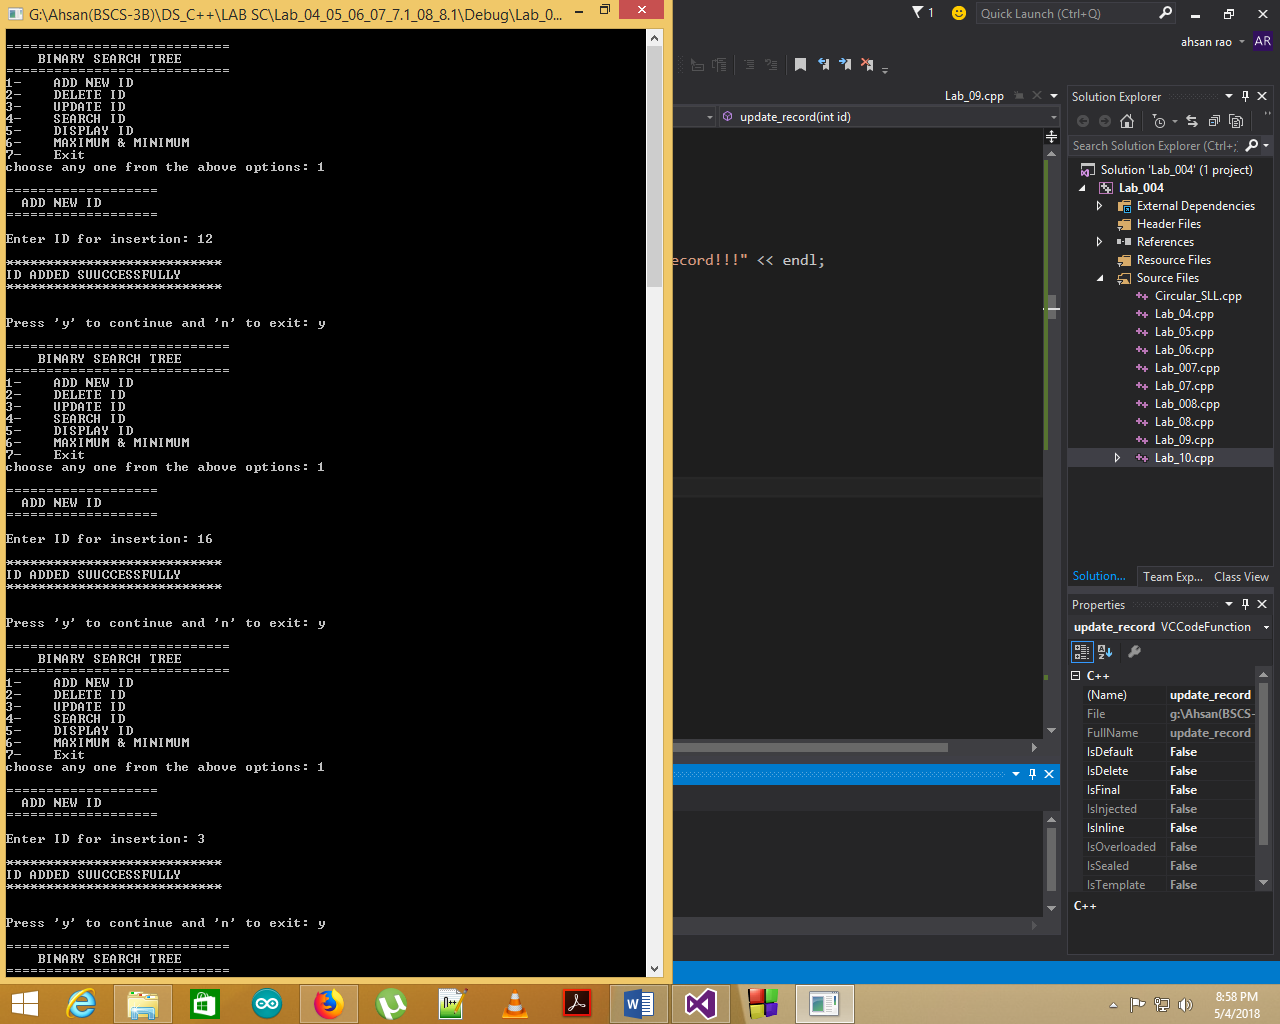 G:\Ahsan(BSCS-3B)\DS_C++\LAB SC\Lab_04_05_06_07_7.1_08_8.1\Debug\Lab_0...
===========================
BINARY SEARCH TREE
===========================
1- ADD NEW ID
2- DELETE ID
3- UPDATE ID
4- SEARCH ID
5- DISPLAY ID
6- MAXIMUM & MINIMUM
7- Exit
choose any one from the above options: 1
===================
ADD NEW ID
===================
Enter ID for insertion: 12
***************************
ID ADDED SUUCCESSFULLY
***************************
Press 'y' to continue and 'n' to exit: y
===========================
BINARY SEARCH TREE
===========================
1- ADD NEW ID
2- DELETE ID
3- UPDATE ID
4- SEARCH ID
5- DISPLAY ID
6- MAXIMUM & MINIMUM
7- Exit
choose any one from the above options: 1
===================
ADD NEW ID
===================
Enter ID for insertion: 16
***************************
ID ADDED SUUCCESSFULLY
***************************
Press 'y' to continue and 'n' to exit: y
===========================
BINARY SEARCH TREE
===========================
1- ADD NEW ID
2- DELETE ID
3- UPDATE ID
4- SEARCH ID
5- DISPLAY ID
6- MAXIMUM & MINIMUM
7- Exit
choose any one from the above options: 1
===================
ADD NEW ID
===================
Enter ID for insertion: 3
***************************
ID ADDED SUUCCESSFULLY
***************************
Press 'y' to continue and 'n' to exit: y
===========================
BINARY SEARCH TREE
===========================
1
Quick Launch (Ctrl+Q)
ahsan rao AR
Lab_09.cpp
update_record(int id)
ecord!!!" << endl;
Solution Explorer
Search Solution Explorer (Ctrl+;
Solution 'Lab_004' (1 project)
Lab_004
External Dependencies
Header Files
References
Resource Files
Source Files
Circular_SLL.cpp
Lab_04.cpp
Lab_05.cpp
Lab_06.cpp
Lab_007.cpp
Lab_07.cpp
Lab_008.cpp
Lab_08.cpp
Lab_09.cpp
Lab_10.cpp
Solution... Team Exp... Class View
Properties
update_record VCCodeFunction
C++
(Name) update_record
File g:\Ahsan(BSCS-
FullName update_record
IsDefault False
IsDelete False
IsFinal False
IsInjected False
IsInline False
IsOverloaded False
IsSealed False
IsTemplate False
C++
8:58 PM
5/4/2018